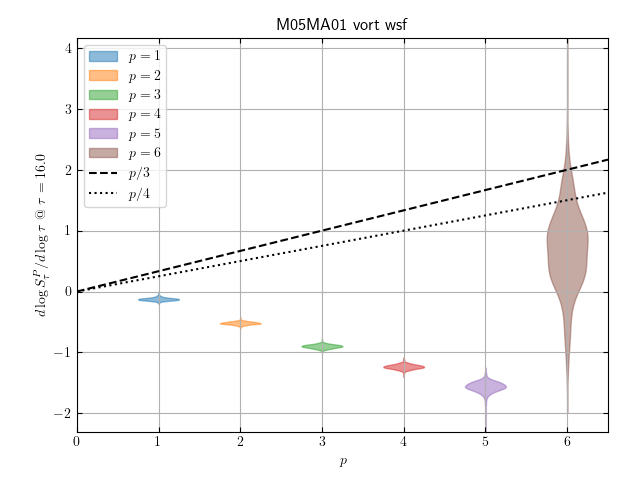 M05MA01 vort wsf
d log S_τ^P / d log τ @ τ = 16.0
4
3
2
1
0
−1
−2
p = 1
p = 2
p = 3
p = 4
p = 5
p = 6
p/3
p/4
0 1 2 3 4 5 6
p